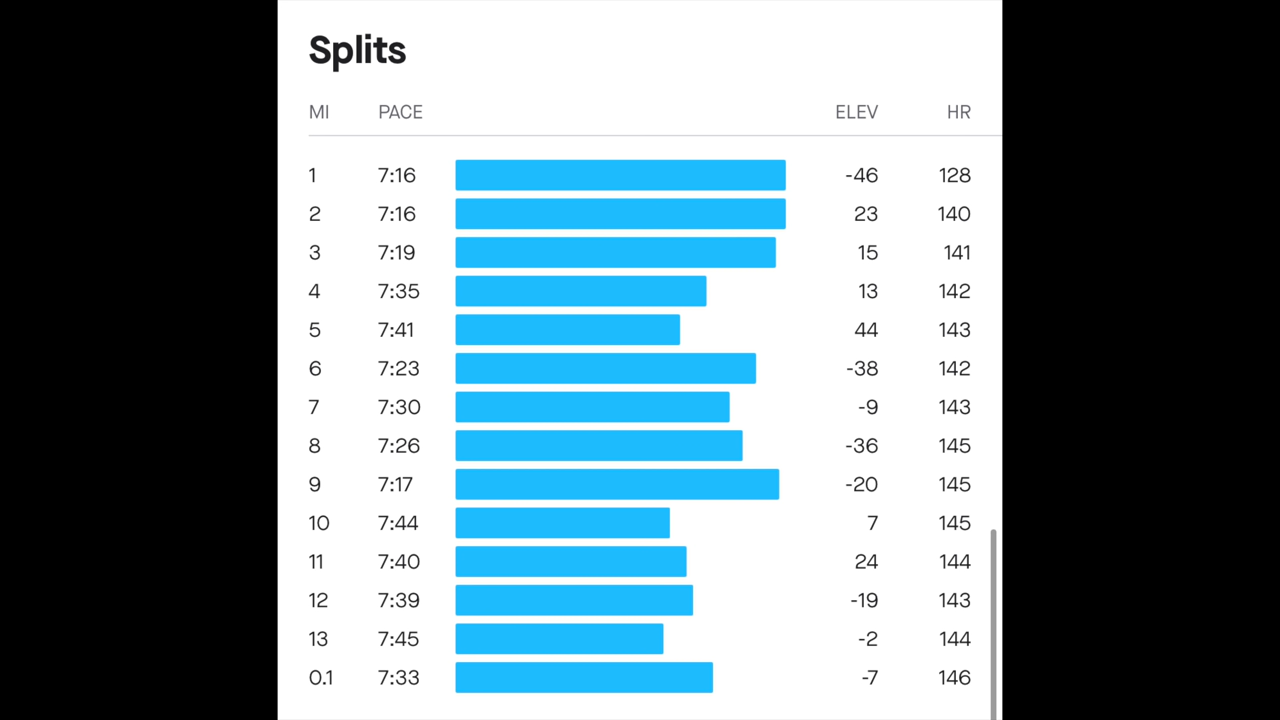 Splits
MI PACE ELEV HR
1 7:16 -46 128
2 7:16 23 140
3 7:19 15 141
4 7:35 13 142
5 7:41 44 143
6 7:23 -38 142
7 7:30 -9 143
8 7:26 -36 145
9 7:17 -20 145
10 7:44 7 145
11 7:40 24 144
12 7:39 -19 143
13 7:45 -2 144
0.1 7:33 -7 146